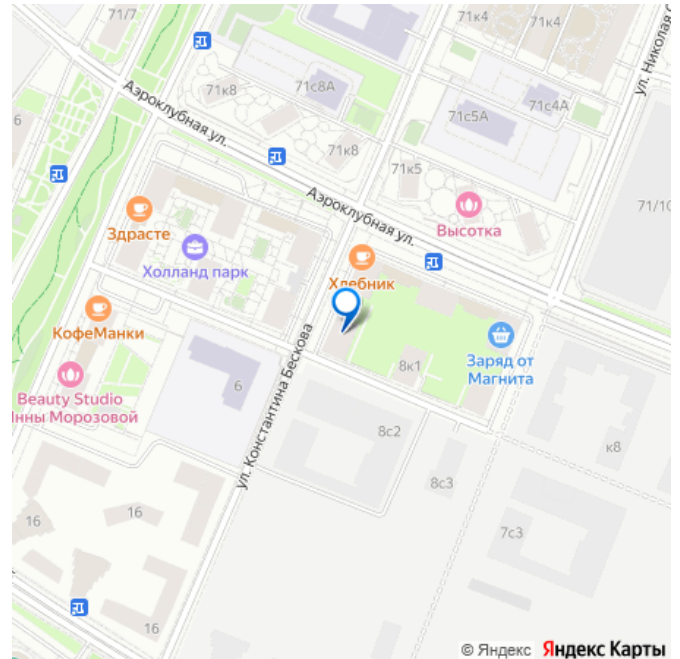 71/7
71к4
71к4
ул. Николая С
71к8
71с8А
71с4А
71с5А
6
Аэроклубная ул.
71к8
71к5
71/10
Здрасте
Аэроклубная ул.
Высотка
Холланд парк
Хлебник
КофеМанки
8к1
Заряд от
Магнита
6
Beauty Studio
Инны Морозовой
ул. Константина Бескова
8с2
к8
8с3
16
16
7с3
16
© Яндекс Яндекс Карты